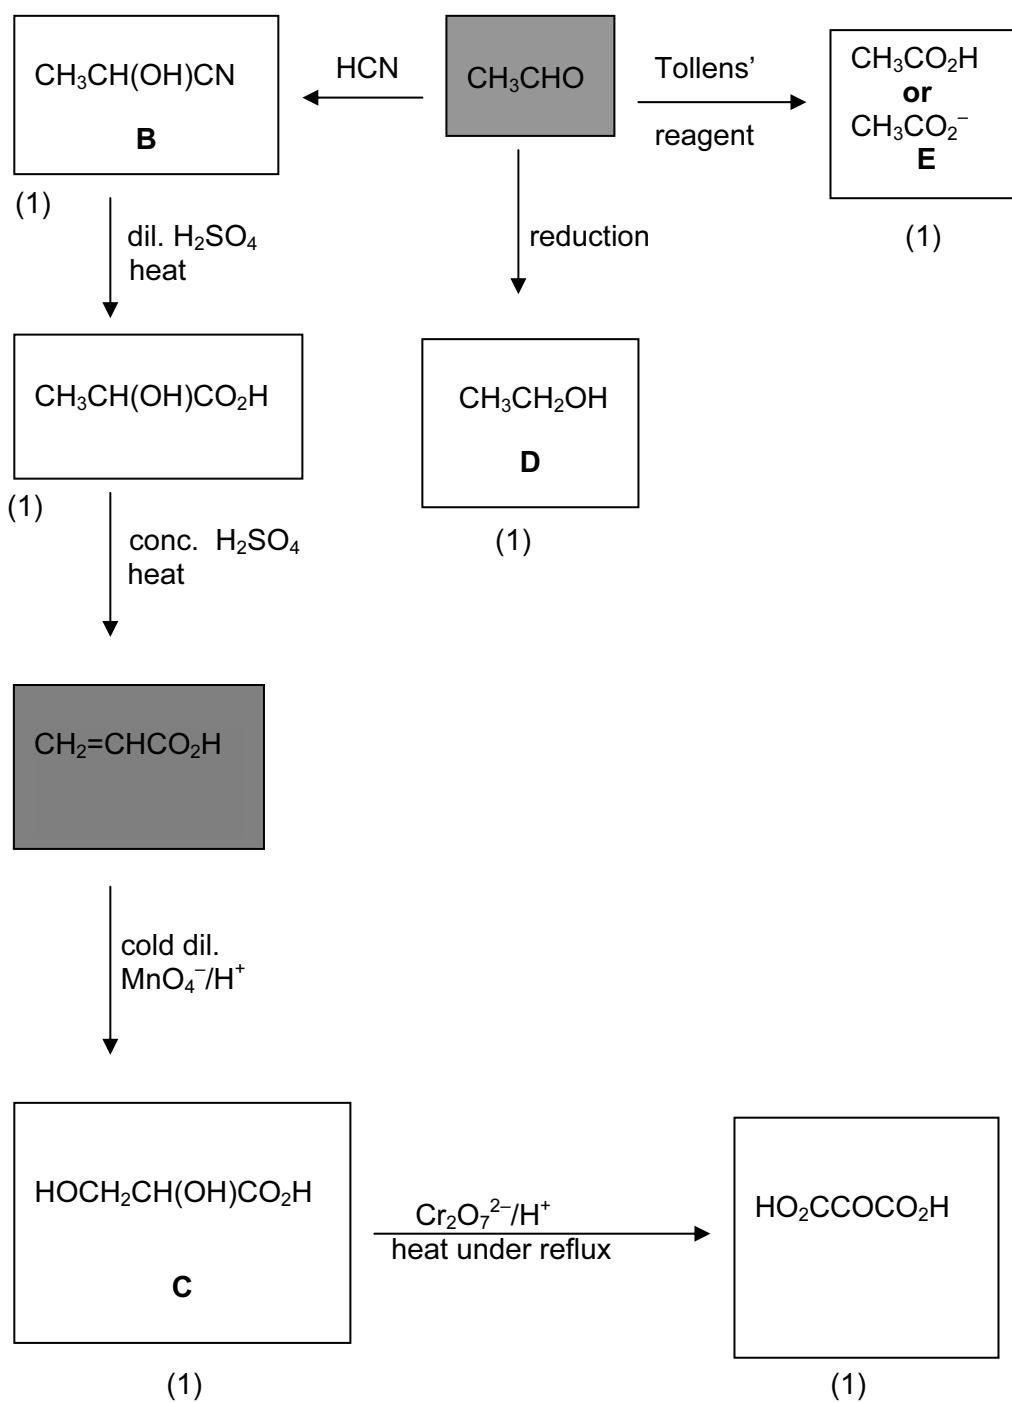 CH₃CH(OH)CN
B
(1)
HCN
CH₃CHO
Tollens'
reagent
CH₃CO₂H
or
CH₃CO₂⁻
E
(1)
dil. H₂SO₄
heat
reduction
CH₃CH(OH)CO₂H
(1)
CH₃CH₂OH
D
(1)
conc. H₂SO₄
heat
CH₂=CHCO₂H
cold dil.
MnO₄⁻/H⁺
HOCH₂CH(OH)CO₂H
C
(1)
Cr₂O₇²⁻/H⁺
heat under reflux
HO₂CCOCO₂H
(1)